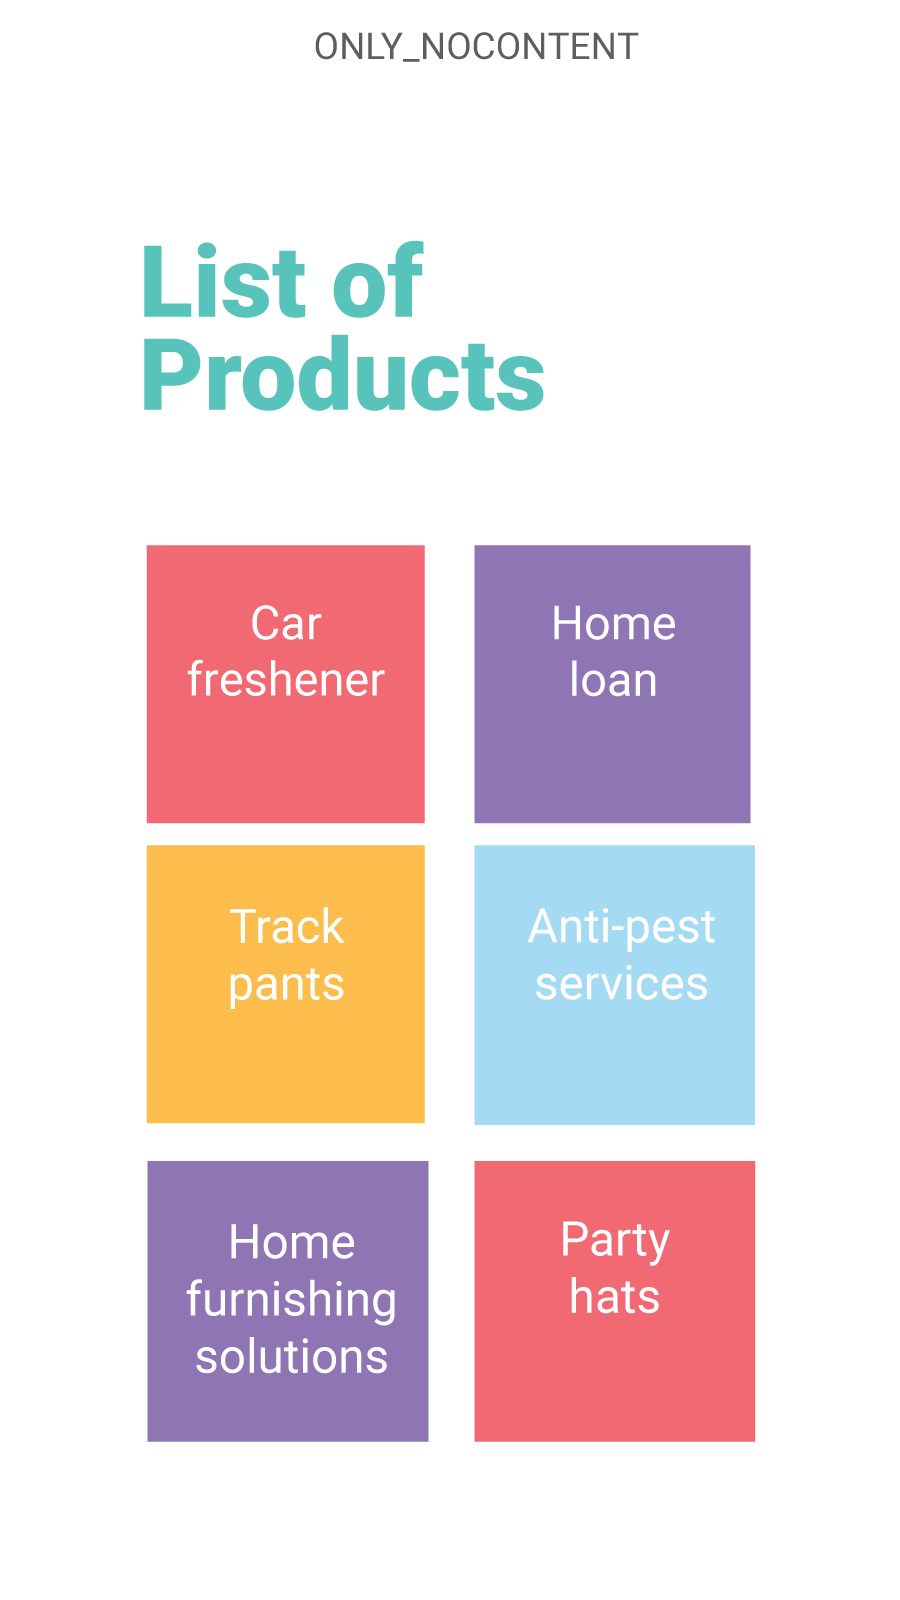 ONLY_NOCONTENT
List of
Products
Car
freshener
Home
loan
Track
pants
Anti-pest
services
Home
furnishing
solutions
Party
hats